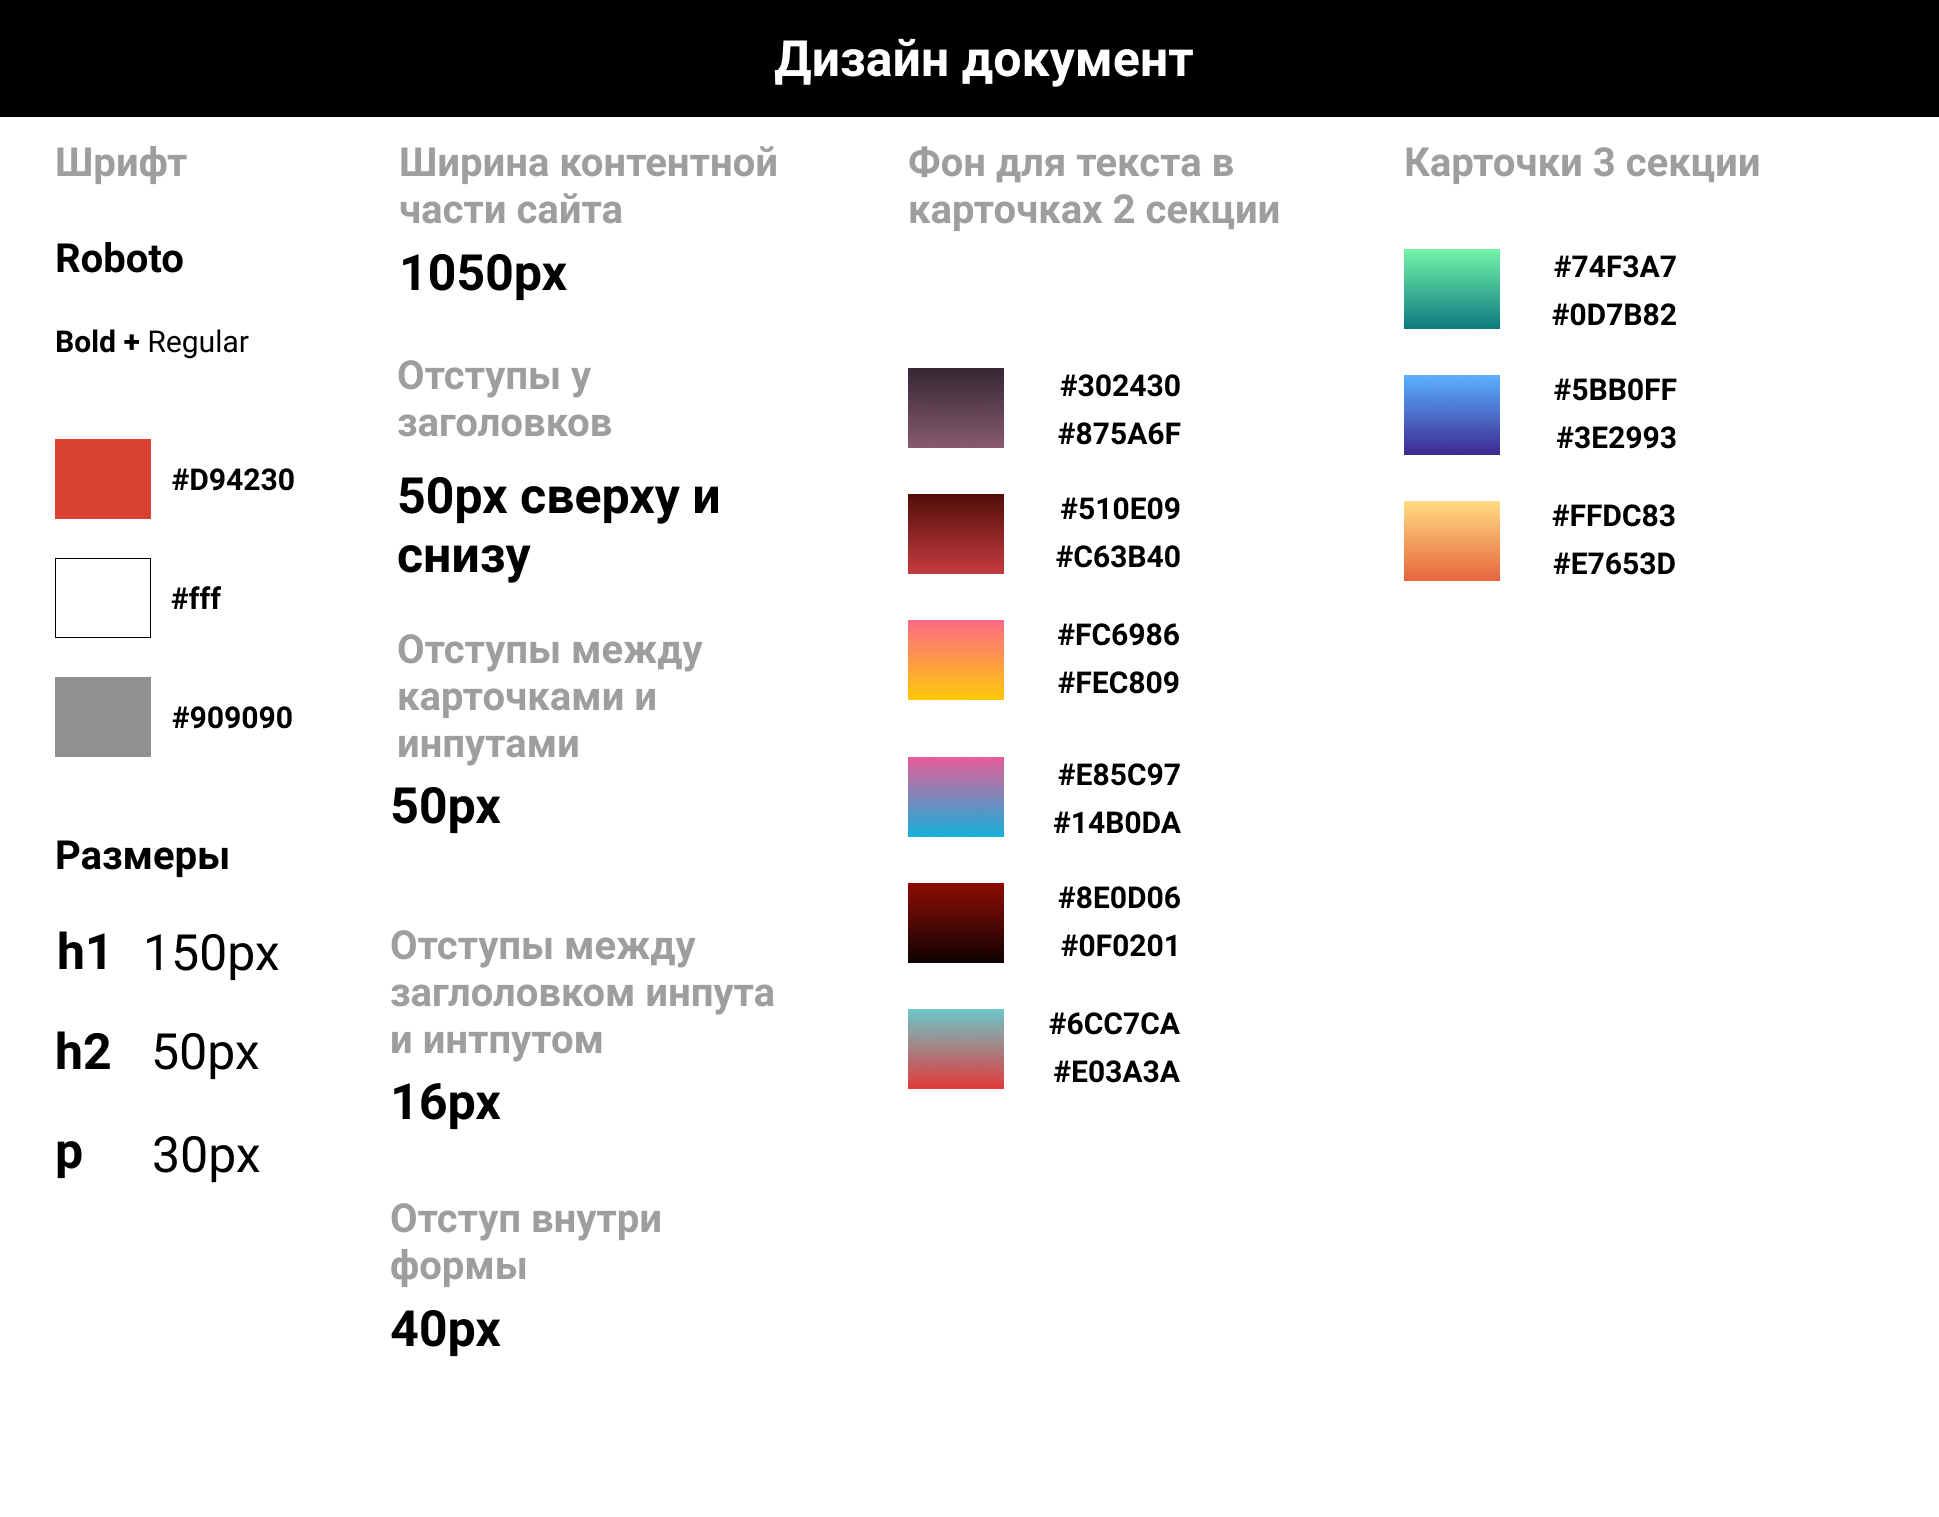 Дизайн документ
Шрифт
Roboto
Bold + Regular
#D94230
#fff
#909090
Размеры
h1 150px
h2 50px
p 30px
Ширина контентной
части сайта
1050px
Отступы у
заголовков
50px сверху и
снизу
Отступы между
карточками и
инпутами
50px
Отступы между
заглоловком инпута
и интпутом
16px
Отступ внутри
формы
40px
Фон для текста в
карточках 2 секции
#302430
#875A6F
#510E09
#C63B40
#FC6986
#FEC809
#E85C97
#14B0DA
#8E0D06
#0F0201
#6CC7CA
#E03A3A
Карточки 3 секции
#74F3A7
#0D7B82
#5BB0FF
#3E2993
#FFDC83
#E7653D